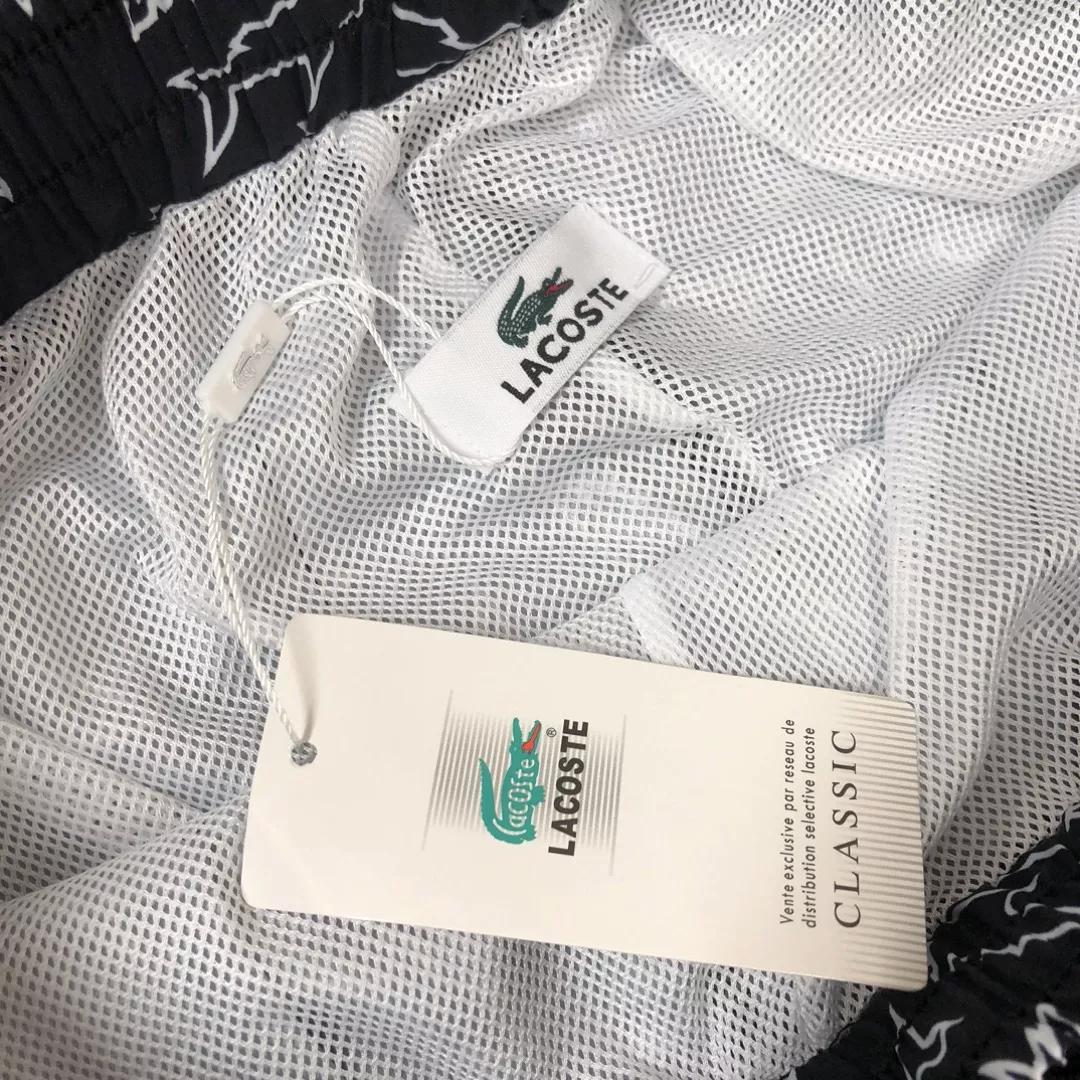 LACOSTE
lacoste
®
LACOSTE
Vente exclusive par reseau de
distribution selective lacoste
CLASSIC